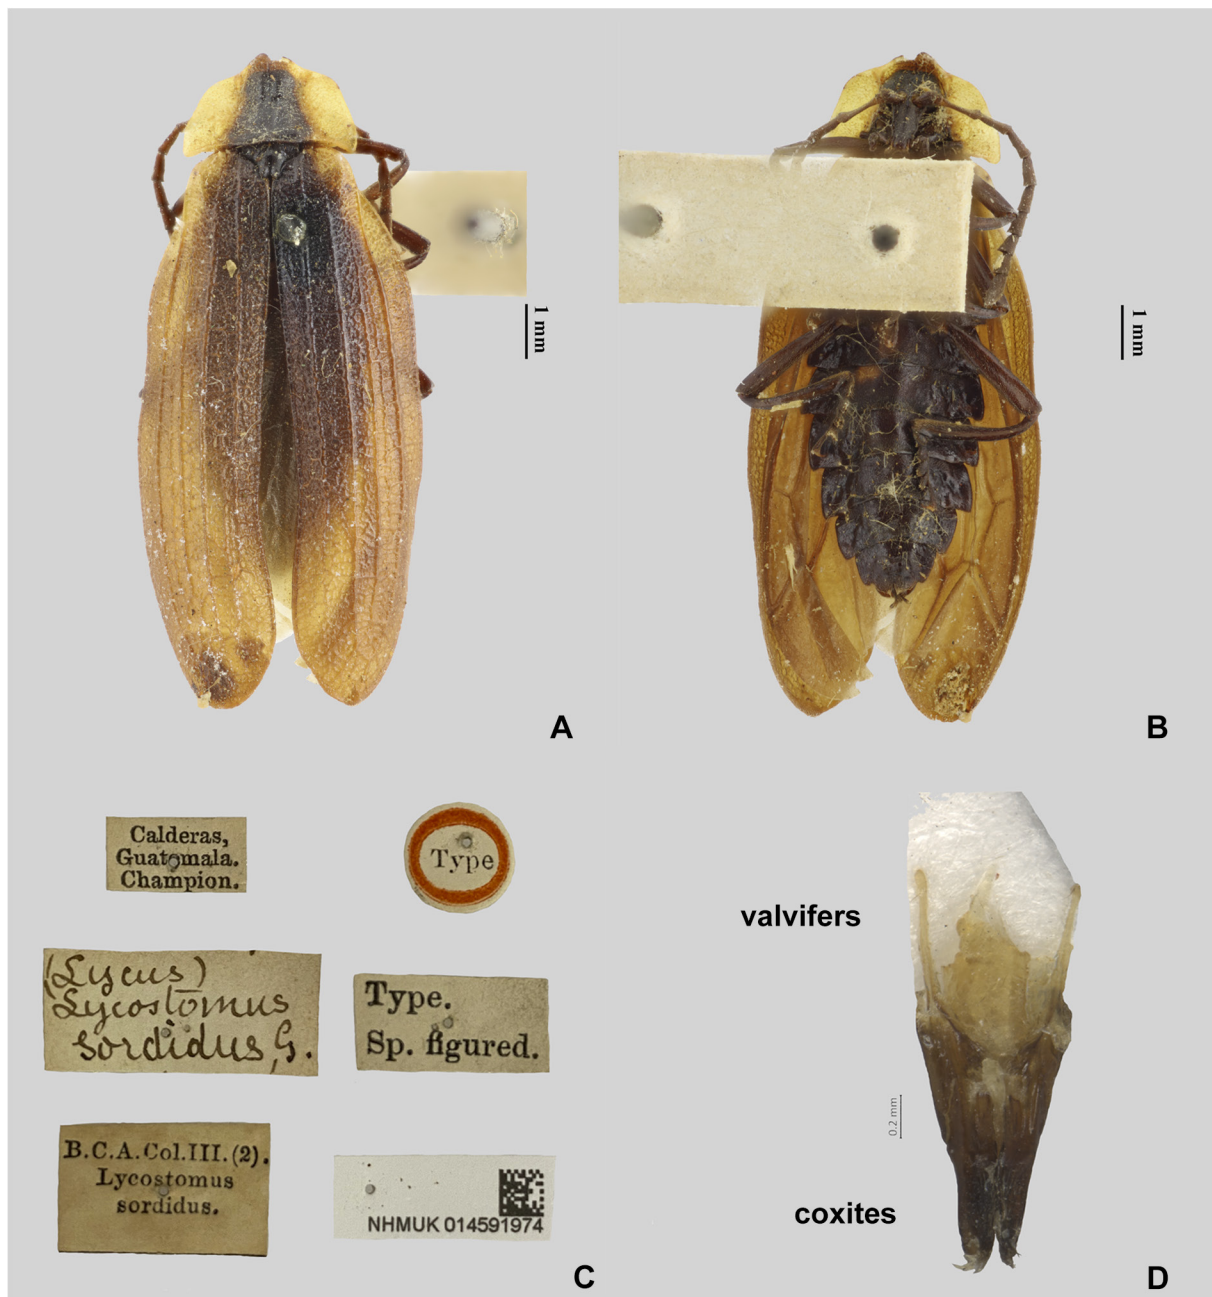 1 mm
A
1 mm
B
Calderas,
Guatemala.
Champion.
Type
(Lycus)
Lycostomus
sordidus, G.
Type.
Sp. figured.
B.C.A.Col.III.(2).
Lycostomus
sordidus.
NHMUK 014591974
C
valvifers
0.2 mm
coxites
D